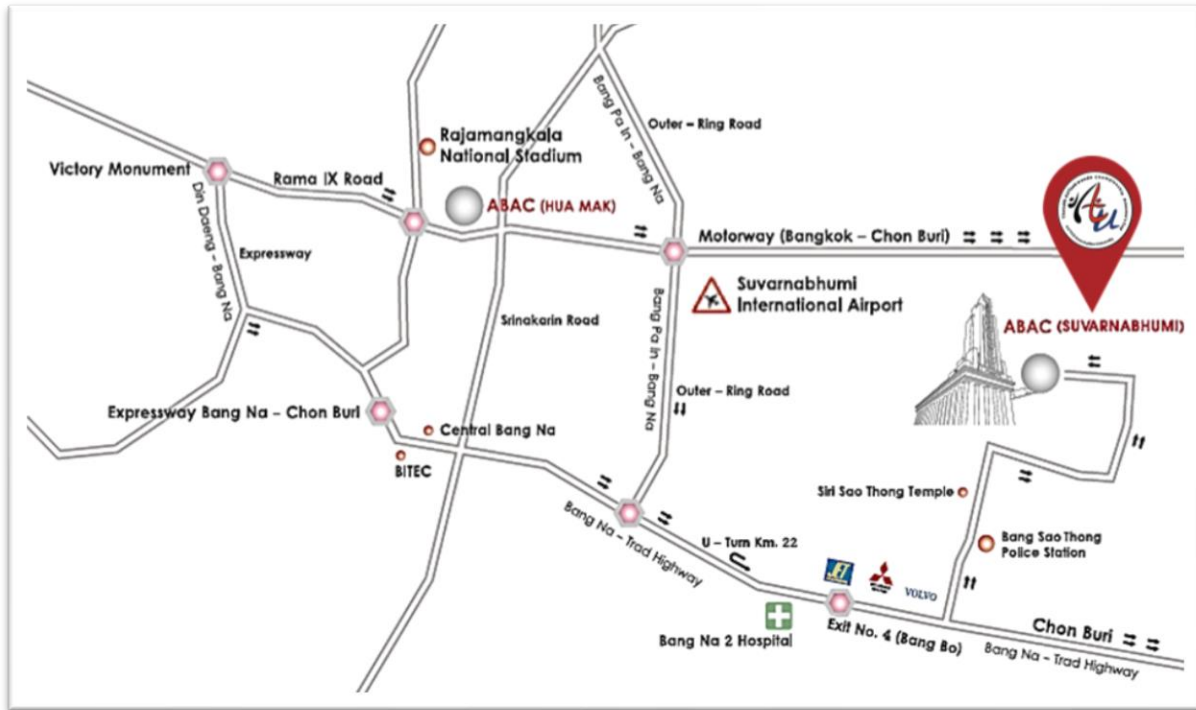 Victory Monument
Rama IX Road
Rajamangkala
National Stadium
ABAC (HUA MAK)
Bang Pa In – Bang Na
Outer – Ring Road
Motorway (Bangkok – Chon Buri)
Suvarnabhumi
International Airport
Au
ABAC (SUVARNABHUMI)
Din Daeng – Bang Na
Expressway
Srinakarin Road
Bang Pa In – Bang Na
Outer – Ring Road
Expressway Bang Na – Chon Buri
Central Bang Na
BITEC
Bang Na – Trad Highway
U – Turn Km. 22
Siri Sao Thong Temple
Bang Sao Thong
Police Station
JET
VOLVO
Bang Na 2 Hospital
Exit No. 4 (Bang Bo)
Chon Buri
Bang Na – Trad Highway